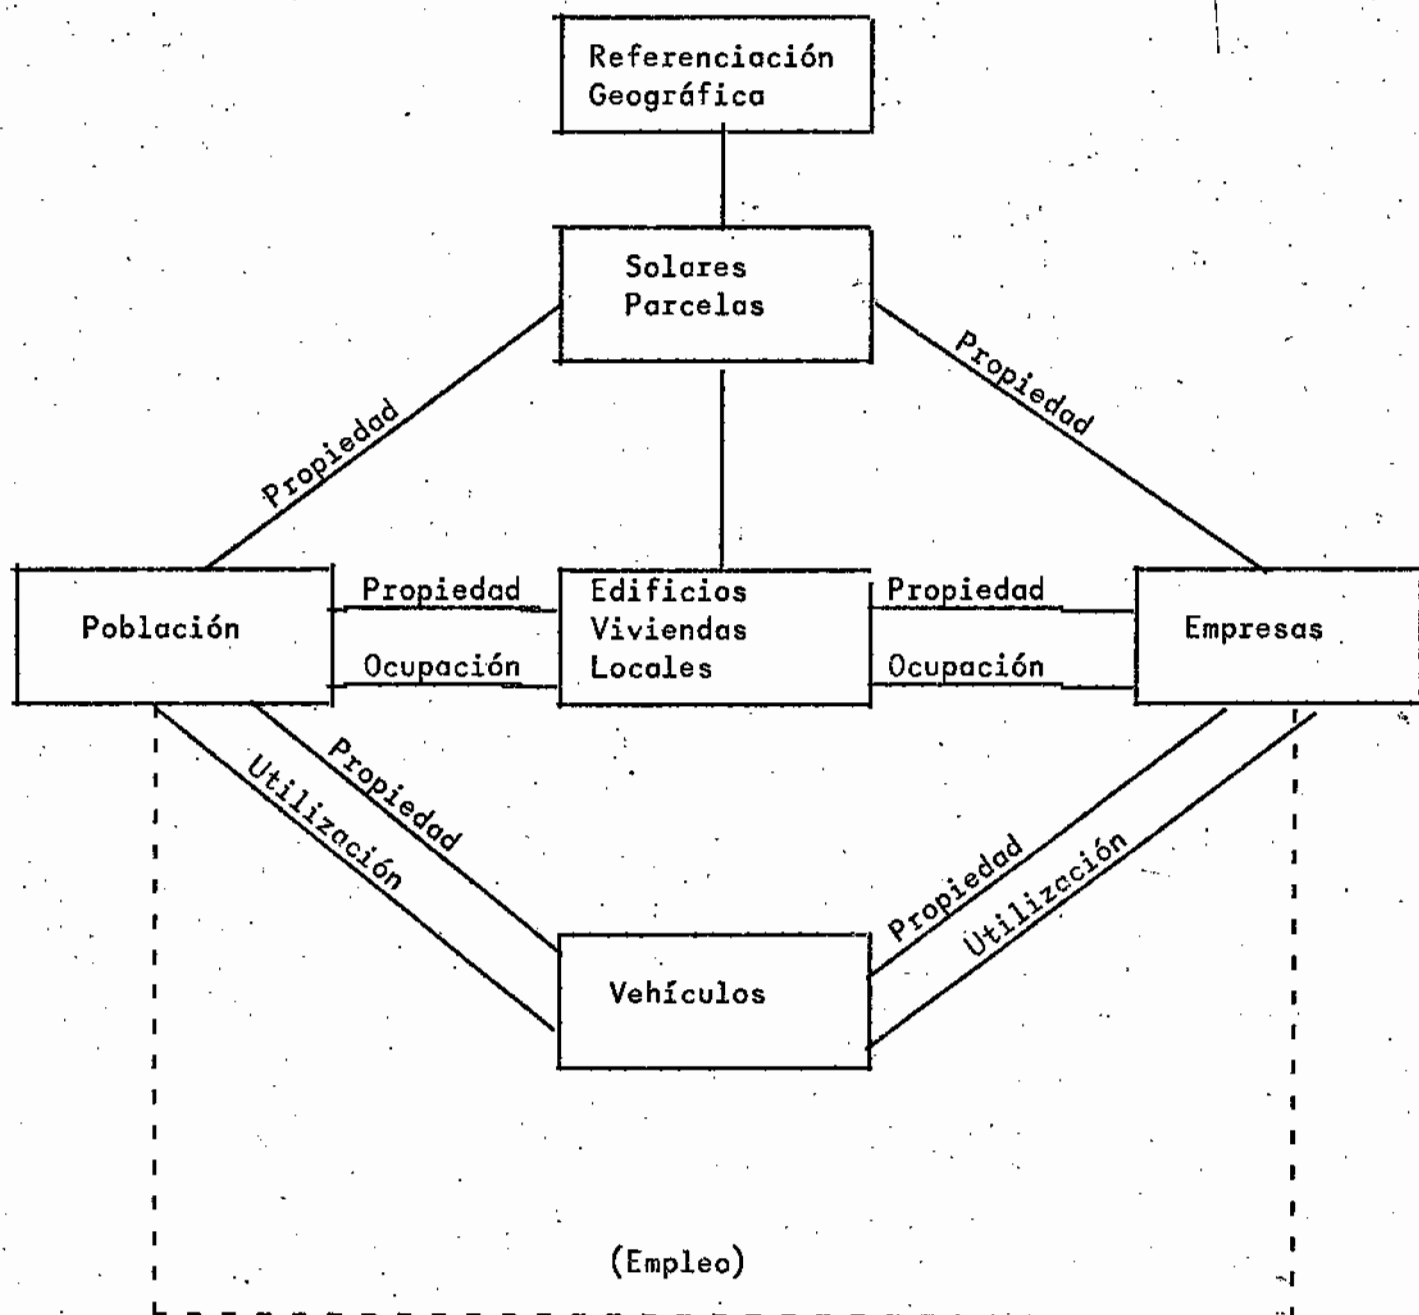 Referenciación
Geográfica
Solares
Parcelas
Propiedad
Propiedad
Población
Propiedad
Ocupación
Edificios
Viviendas
Locales
Propiedad
Ocupación
Empresas
Propiedad
Utilización
Propiedad
Utilización
Vehículos
(Empleo)